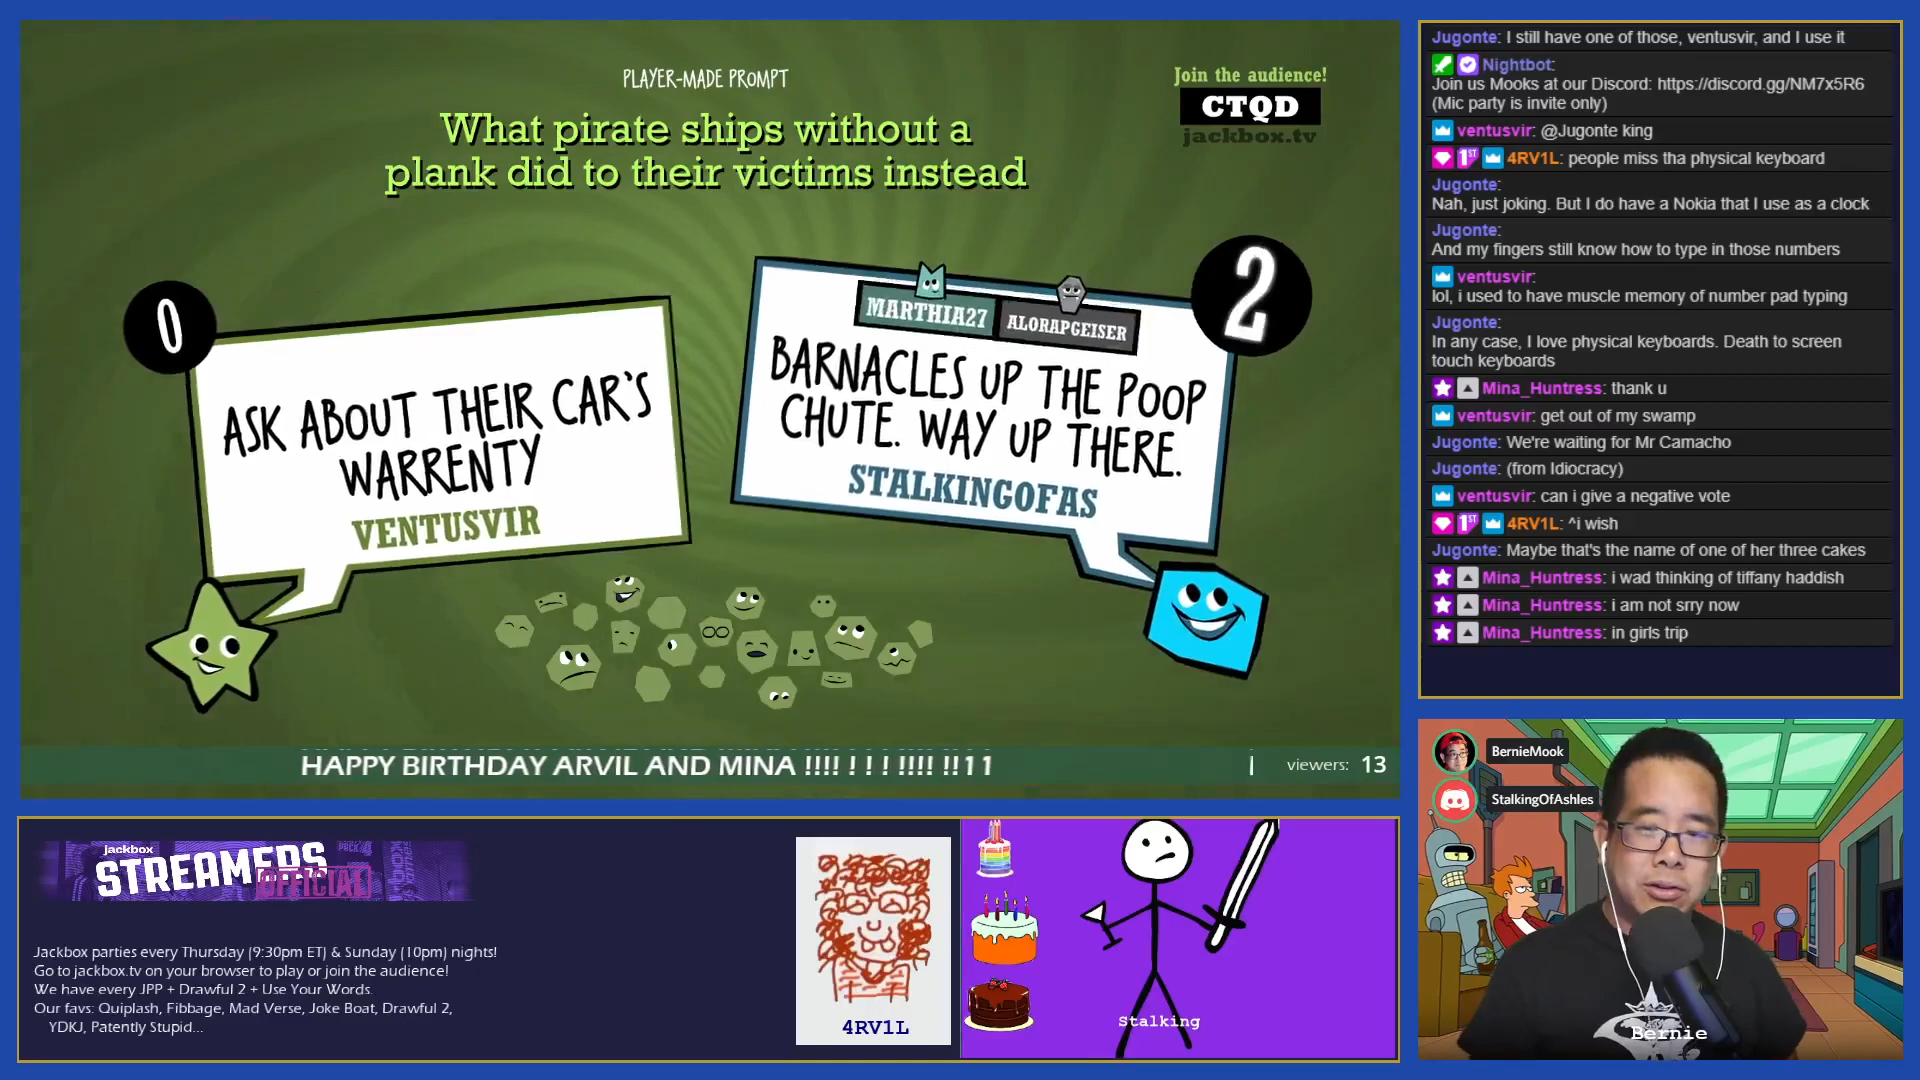 PLAYER-MADE PROMPT
What pirate ships without a
plank did to their victims instead
Join the audience!
CTQD
jackbox.tv
0
ASK ABOUT THEIR CAR'S
WARRENTY
VENTUSVIR
2
MARTHIA27
ALORAPGEISER
BARNACLES UP THE POOP
CHUTE. WAY UP THERE.
STALKINGOFAS
HAPPY BIRTHDAY ARVIL AND MINA !!!! ! ! ! !!!! !!11
viewers: 13
Jugonte: I still have one of those, ventusvir, and I use it
Nightbot:
Join us Mooks at our Discord: https://discord.gg/NM7x5R6
(Mic party is invite only)
ventusvir: @Jugonte king
1ST 4RV1L: people miss tha physical keyboard
Jugonte:
Nah, just joking. But I do have a Nokia that I use as a clock
Jugonte:
And my fingers still know how to type in those numbers
ventusvir:
lol, i used to have muscle memory of number pad typing
Jugonte:
In any case, I love physical keyboards. Death to screen
touch keyboards
Mina_Huntress: thank u
ventusvir: get out of my swamp
Jugonte: We're waiting for Mr Camacho
Jugonte: (from Idiocracy)
ventusvir: can i give a negative vote
1ST 4RV1L: ^i wish
Jugonte: Maybe that's the name of one of her three cakes
Mina_Huntress: i wad thinking of tiffany haddish
Mina_Huntress: i am not srry now
Mina_Huntress: in girls trip
jackbox
STREAMERS
OFFICIAL
Jackbox parties every Thursday (9:30pm ET) & Sunday (10pm) nights!
Go to jackbox.tv on your browser to play or join the audience!
We have every JPP + Drawful 2 + Use Your Words.
Our favs: Quiplash, Fibbage, Mad Verse, Joke Boat, Drawful 2,
YDKJ, Patently Stupid...
4RV1L
Stalking
BernieMook
StalkingOfAshles
Bernie